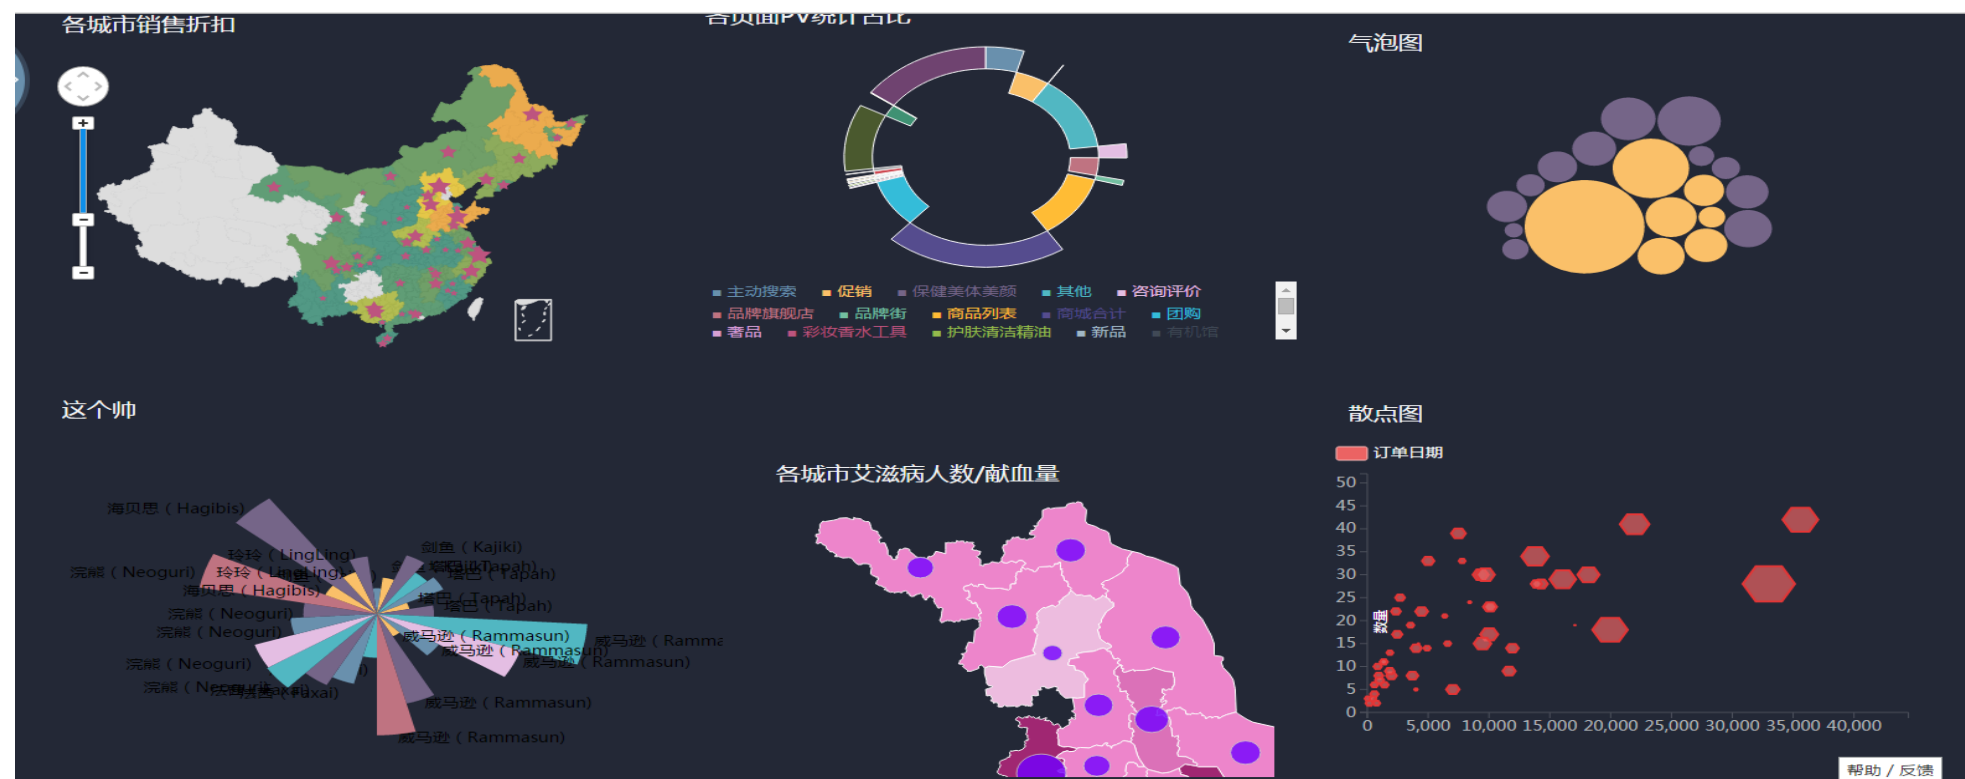 各城市销售折扣
各页面PV统计占比
气泡图
主动搜索 促销 保健美体美颜 其他 咨询评价
品牌旗舰店 品牌街 商品列表 商城合计 团购
奢品 彩妆香水工具 护肤清洁精油 新品 有机馆
这个帅
海贝思 ( Hagibis)
玲玲 ( LingLing)
浣熊 ( Neoguri)
玲玲 ( LingLing)
海贝思 ( Hagibis)
浣熊 ( Neoguri)
浣熊 ( Neoguri)
浣熊 ( Neoguri)
浣熊 ( Neoguri)
剑鱼 ( Kajiki)
塔巴 ( Tapah)
塔巴 ( Tapah)
塔巴 ( Tapah)
威马逊 ( Rammasun)
威马逊 ( Ramma
威马逊 ( Rammasun)
威马逊 ( Rammasun)
威马逊 ( Rammasun)
威马逊 ( Rammasun)
各城市艾滋病人数/献血量
散点图
订单日期
数量
50
45
40
35
30
25
20
15
10
5
0
0 5,000 10,000 15,000 20,000 25,000 30,000 35,000 40,000
帮助 / 反馈